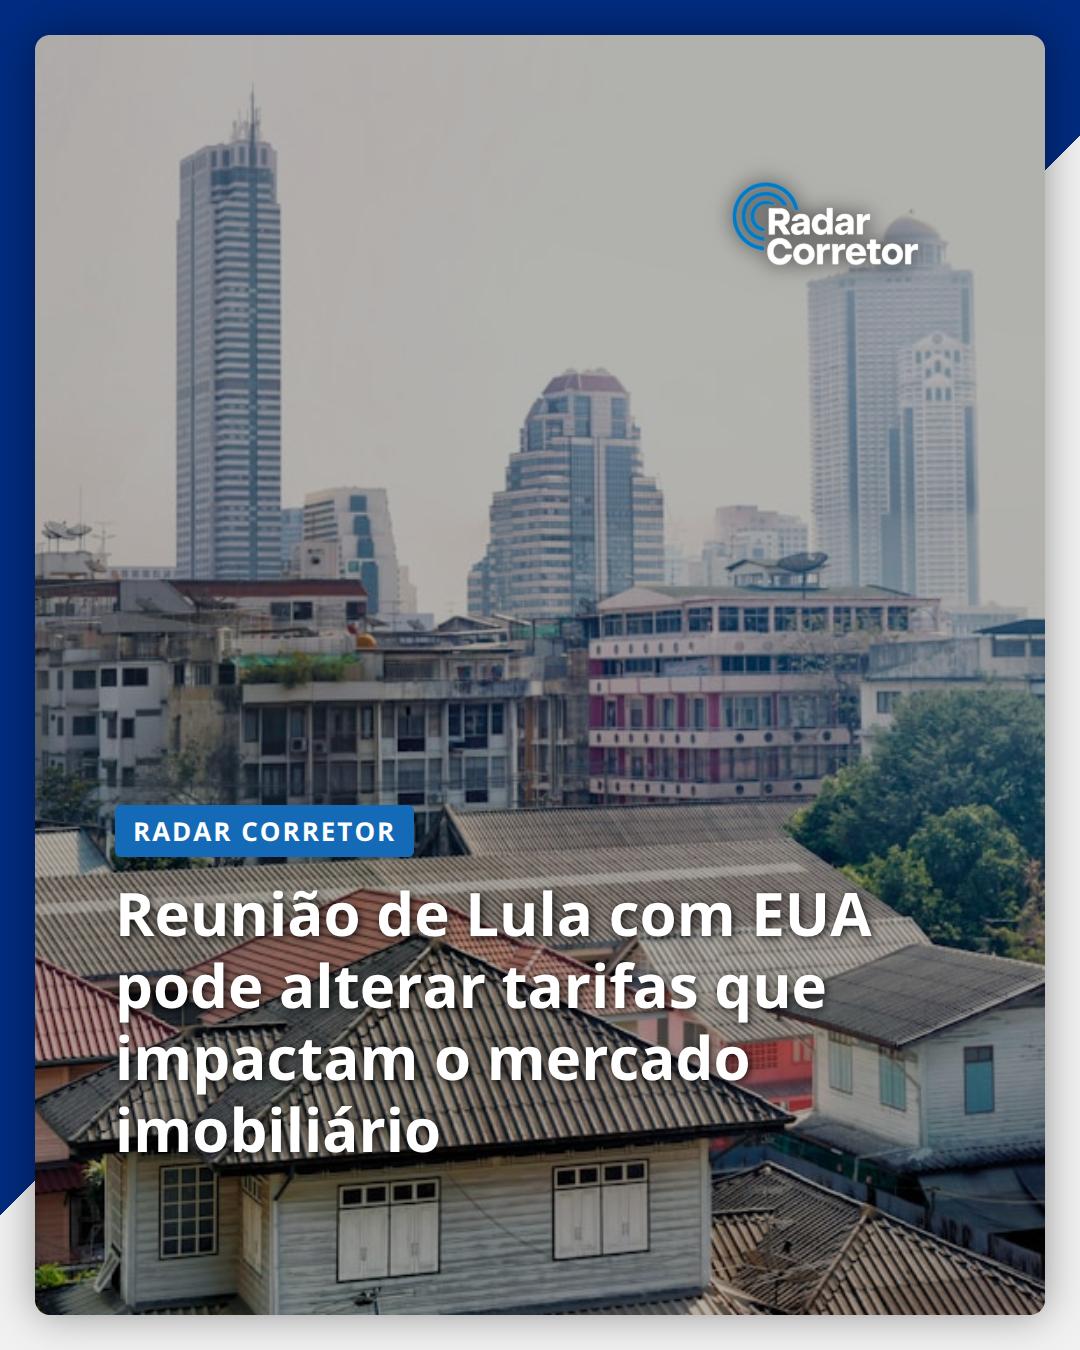 Radar
Corretor
RADAR CORRETOR
Reunião de Lula com EUA
pode alterar tarifas que
impactam o mercado
imobiliário